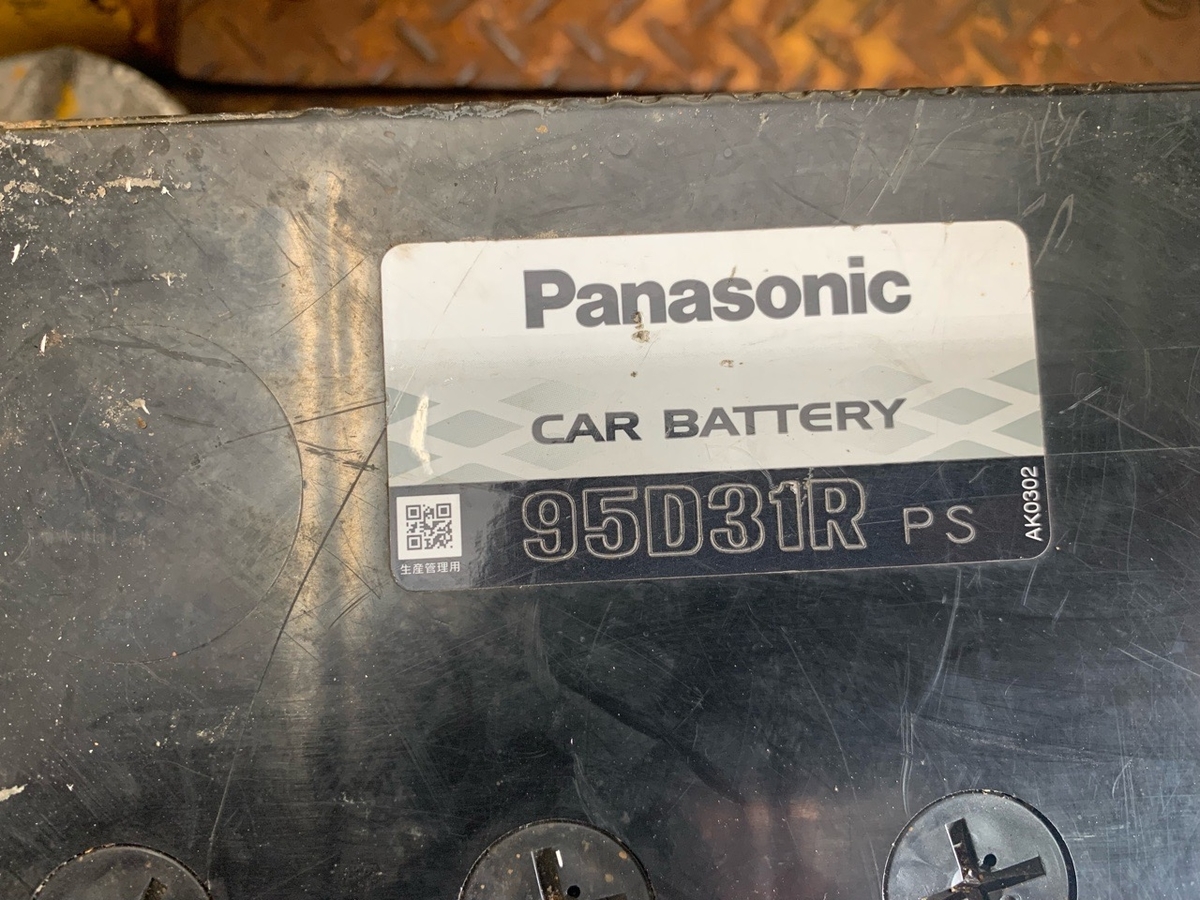 Panasonic
CAR BATTERY
95D31R PS
AK0302
生産管理用